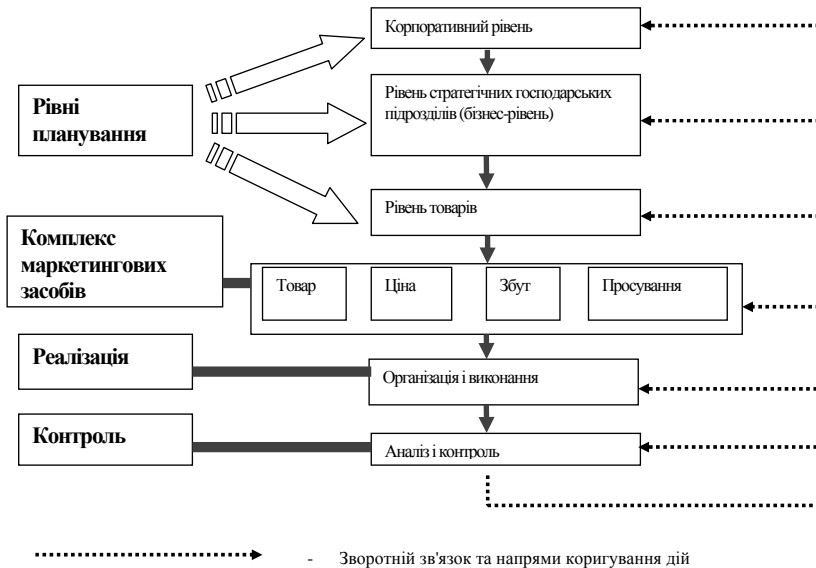 Корпоративний рівень
Рівні
планування
Рівень стратегічних господарських
підрозділів (бізнес-рівень)
Рівень товарів
Комплекс
маркетингових
засобів
Товар
Ціна
Збут
Просування
Реалізація
Організація і виконання
Контроль
Аналіз і контроль
- Зворотній зв'язок та напрями коригування дій